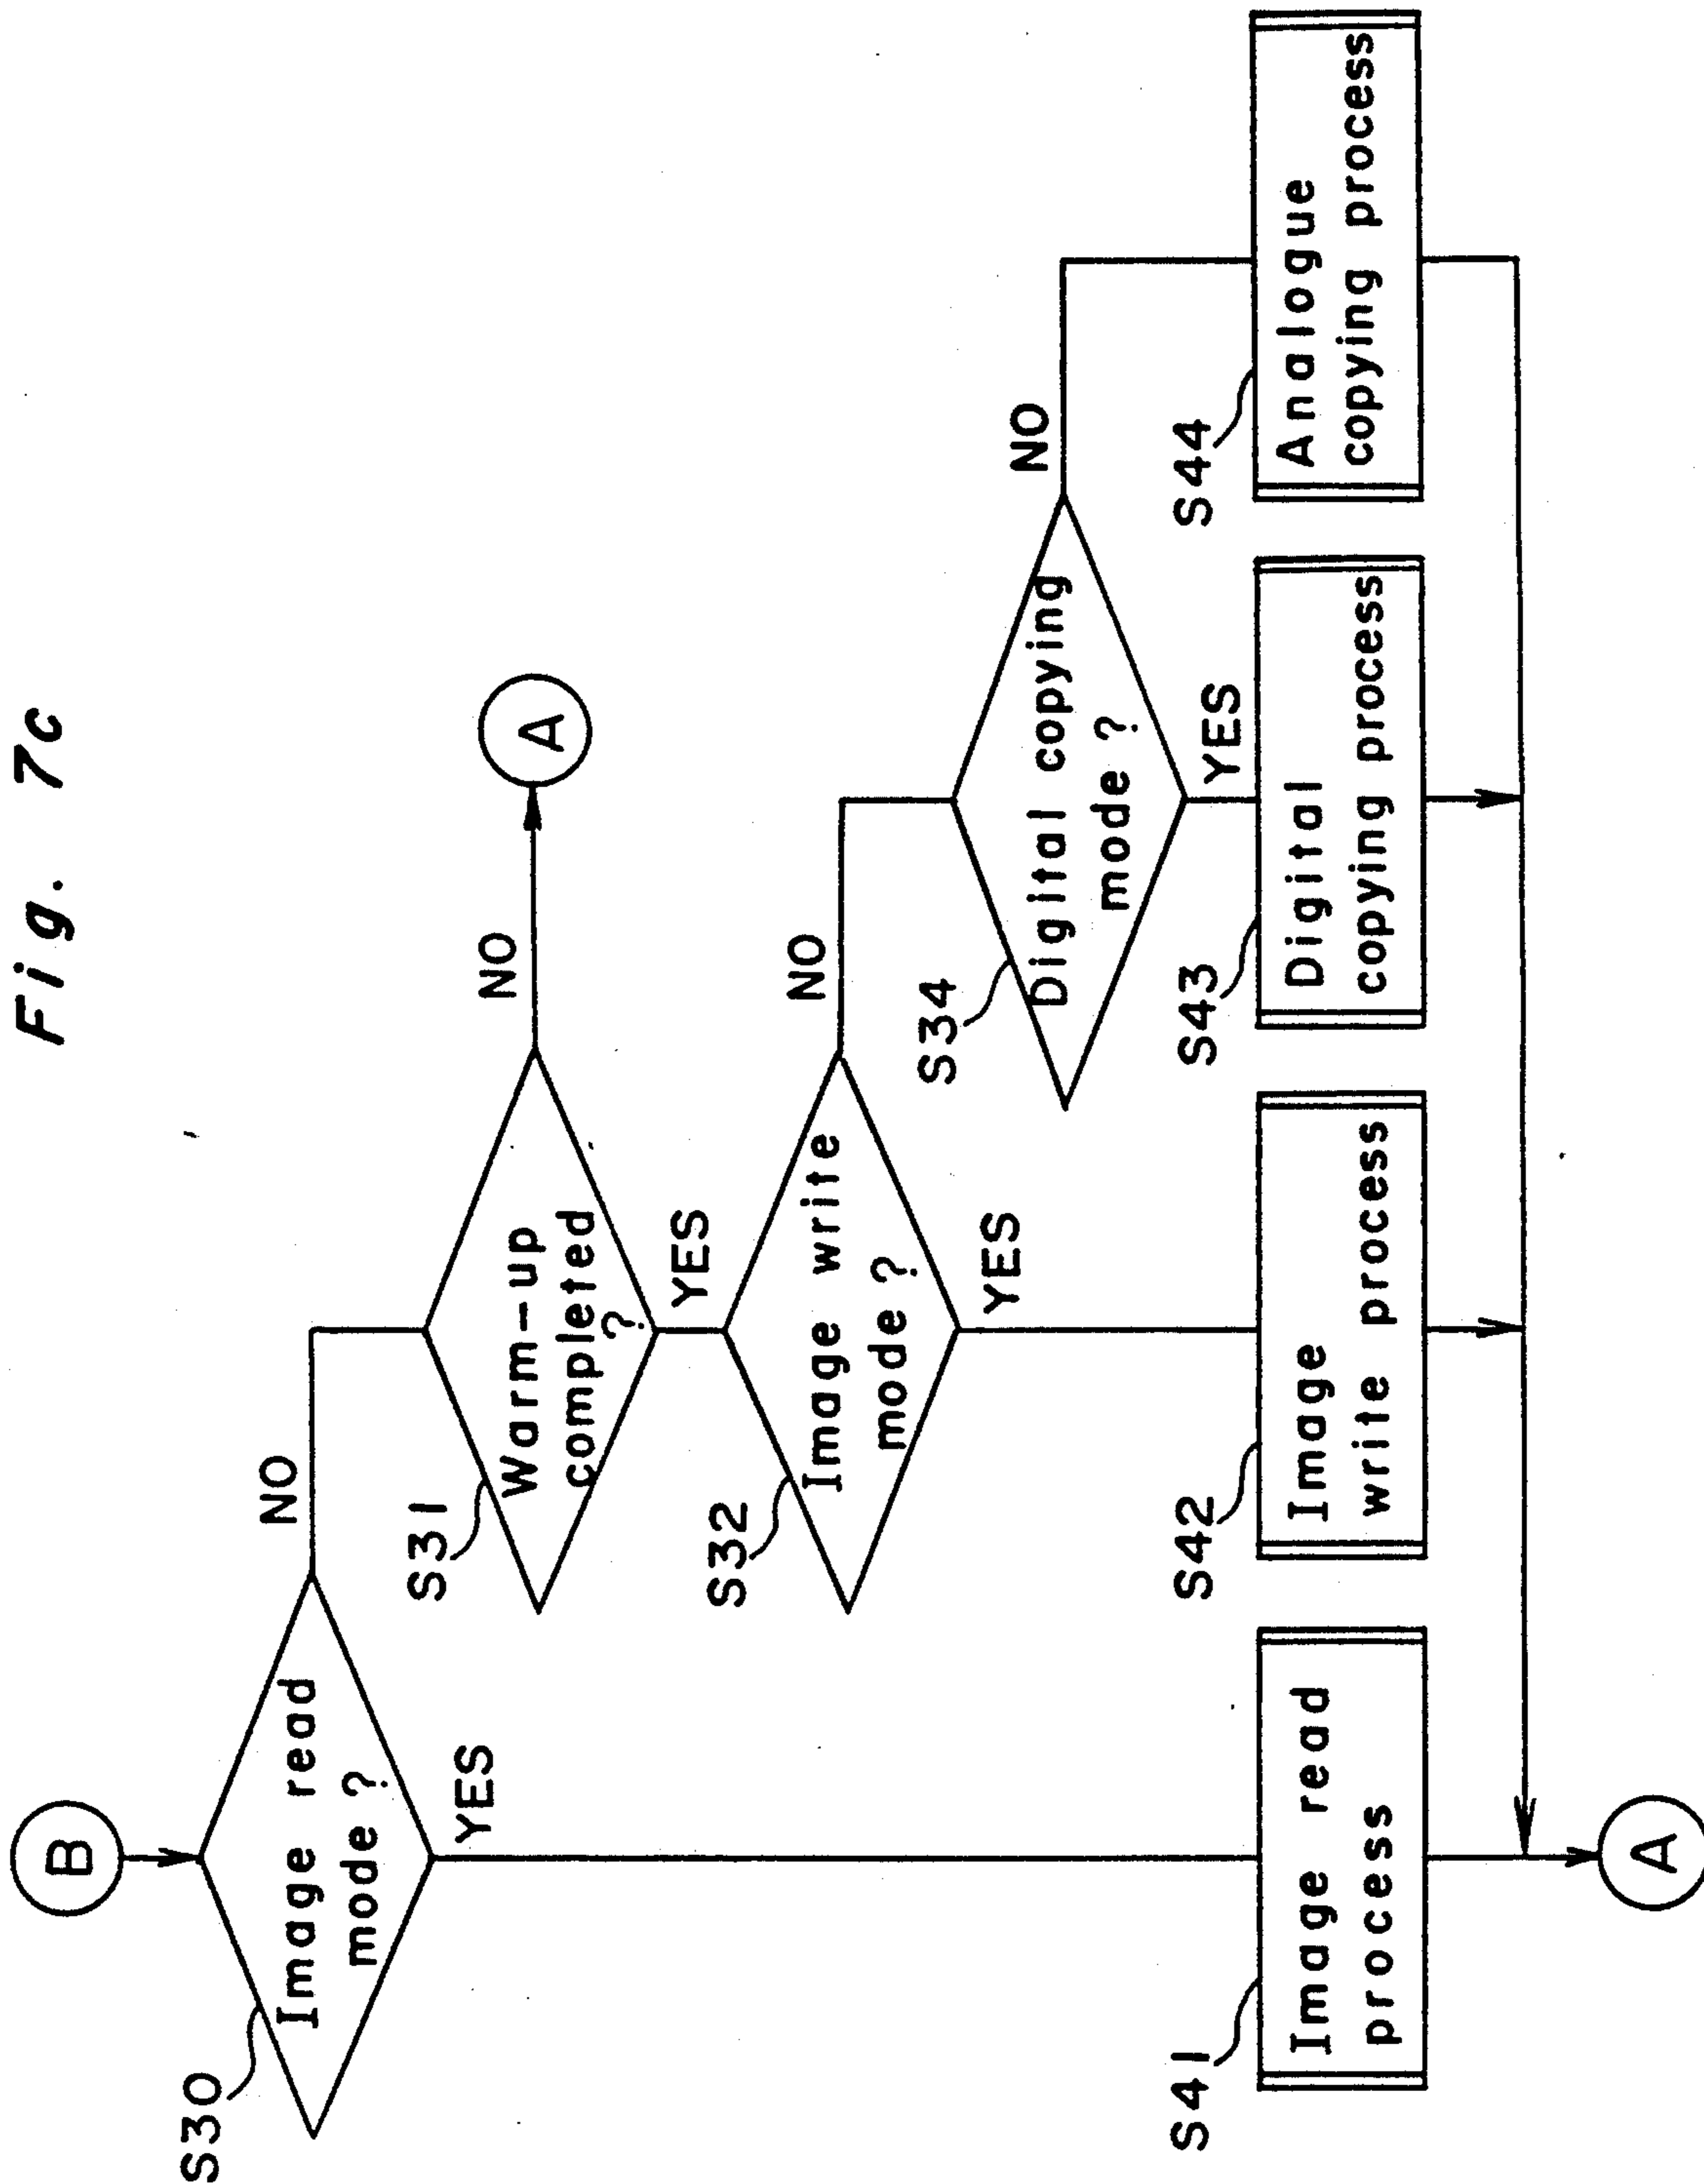 Fig. 7c
B
S30
Image read
mode ?
NO
YES
S31
Warm-up
completed
?
NO
A
YES
S32
Image write
mode ?
NO
YES
S34
Digital copying
mode ?
NO
YES
S41
Image read
process
S42
Image
write process
S43
Digital
copying process
S44
Analogue
copying process
A